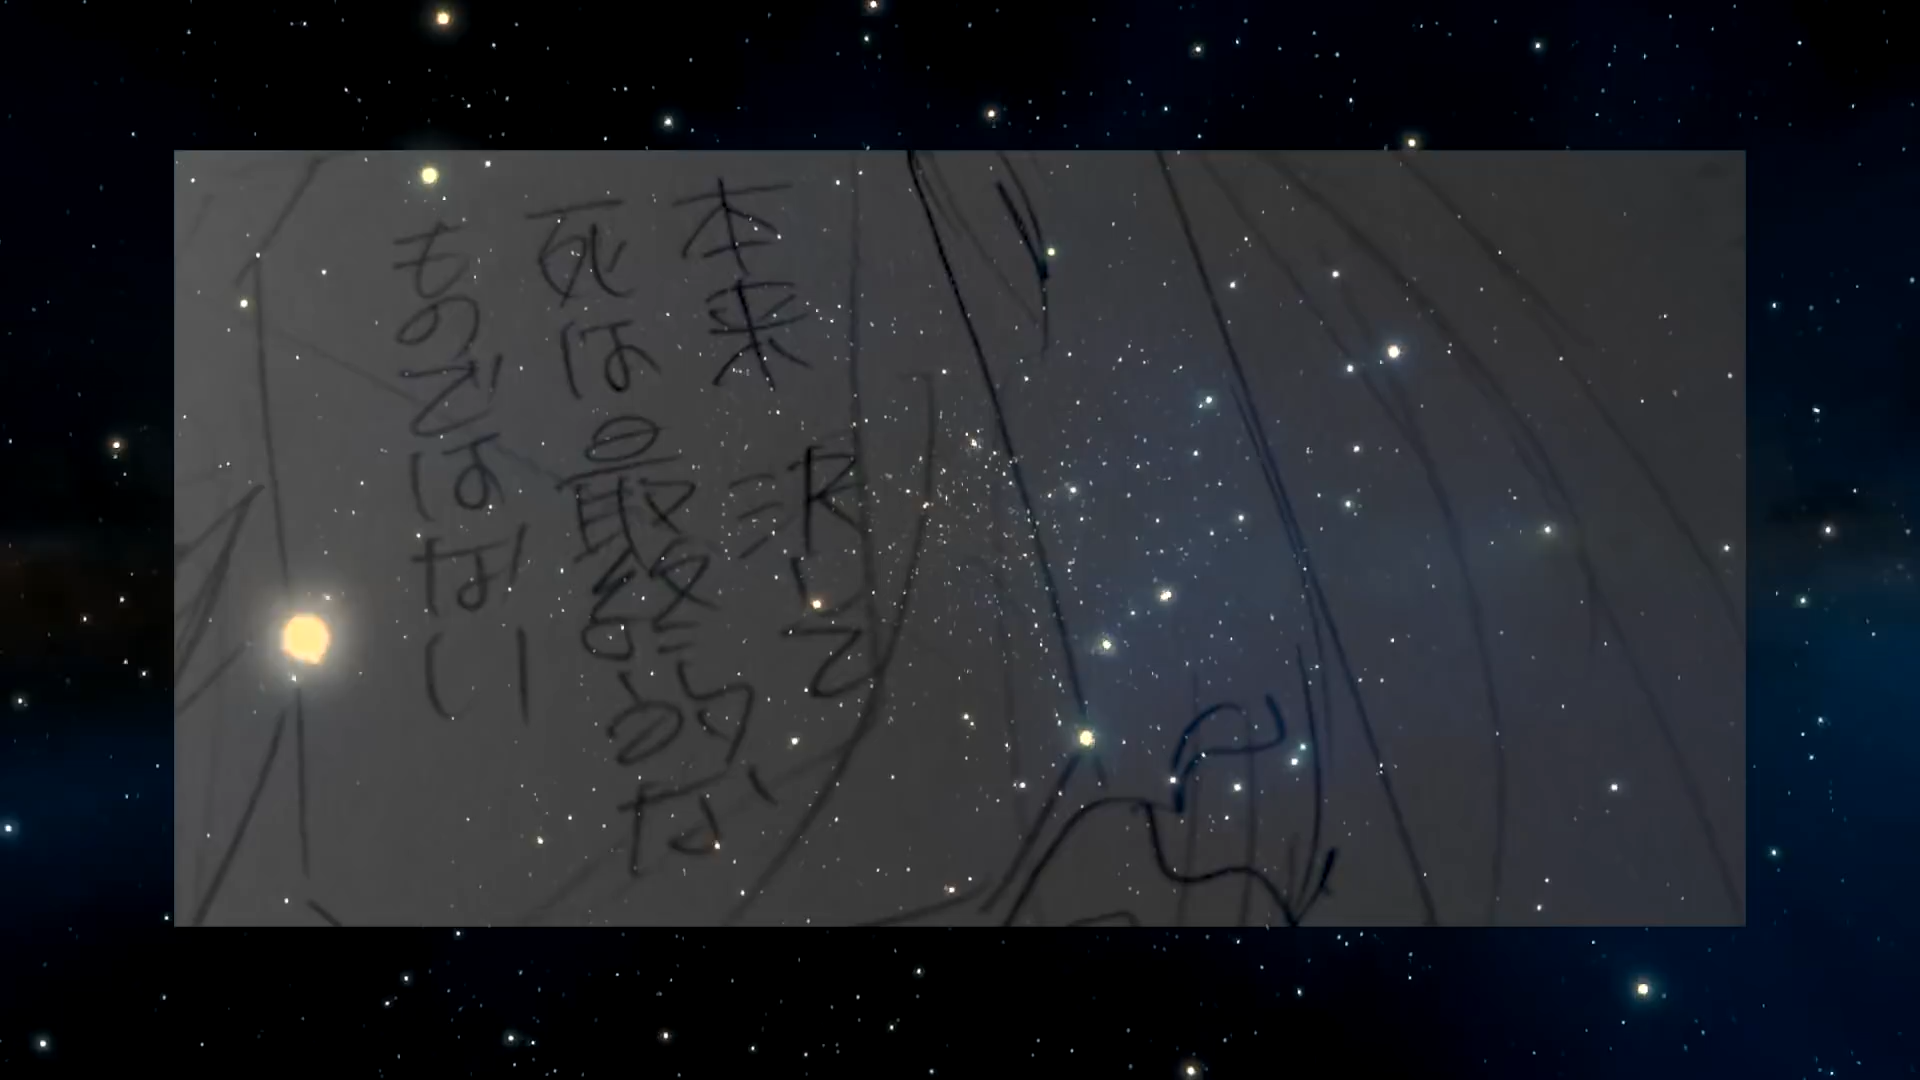 本来 決して
死は最終的な
ものではない